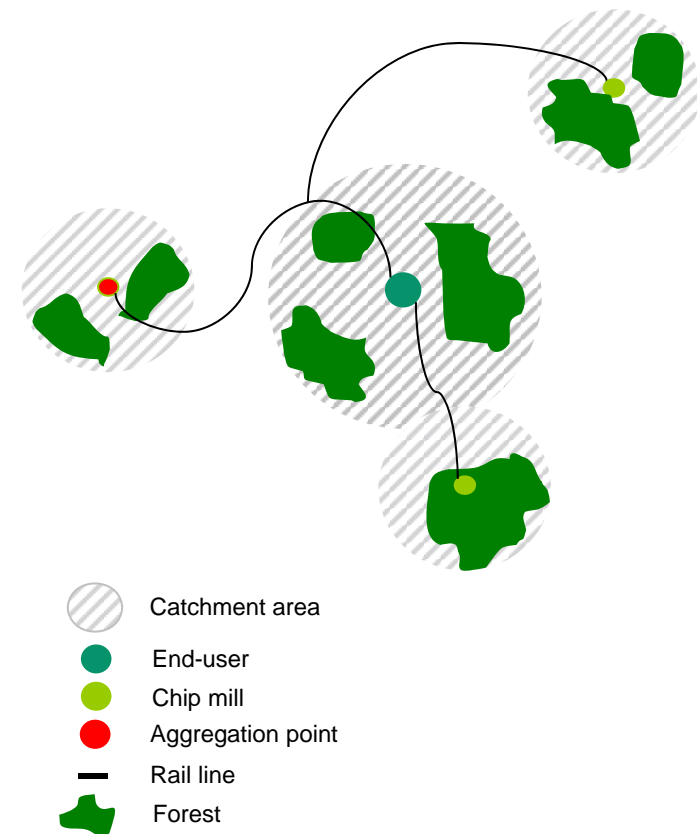 Catchment area
End-user
Chip mill
Aggregation point
Rail line
Forest